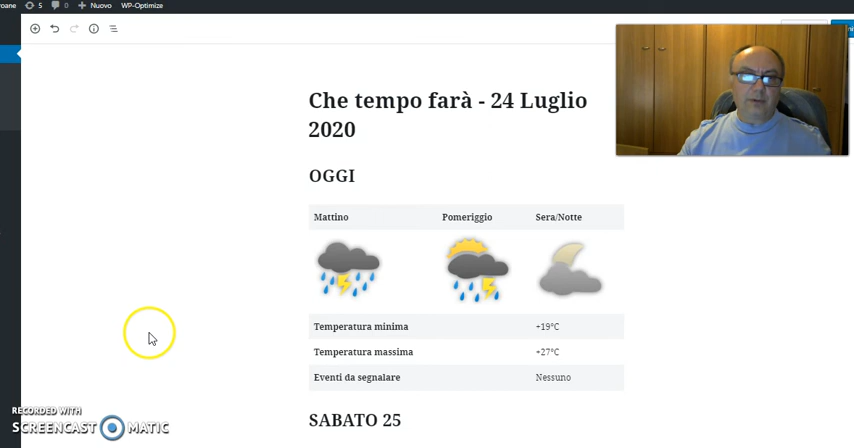 roane 5 0 Nuovo WP-Optimize
Che tempo farà - 24 Luglio
2020
OGGI
Mattino Pomeriggio Sera/Notte
Temperatura minima +19°C
Temperatura massima +27°C
Eventi da segnalare Nessuno
SABATO 25
RECORDED WITH
SCREENCAST MATIC